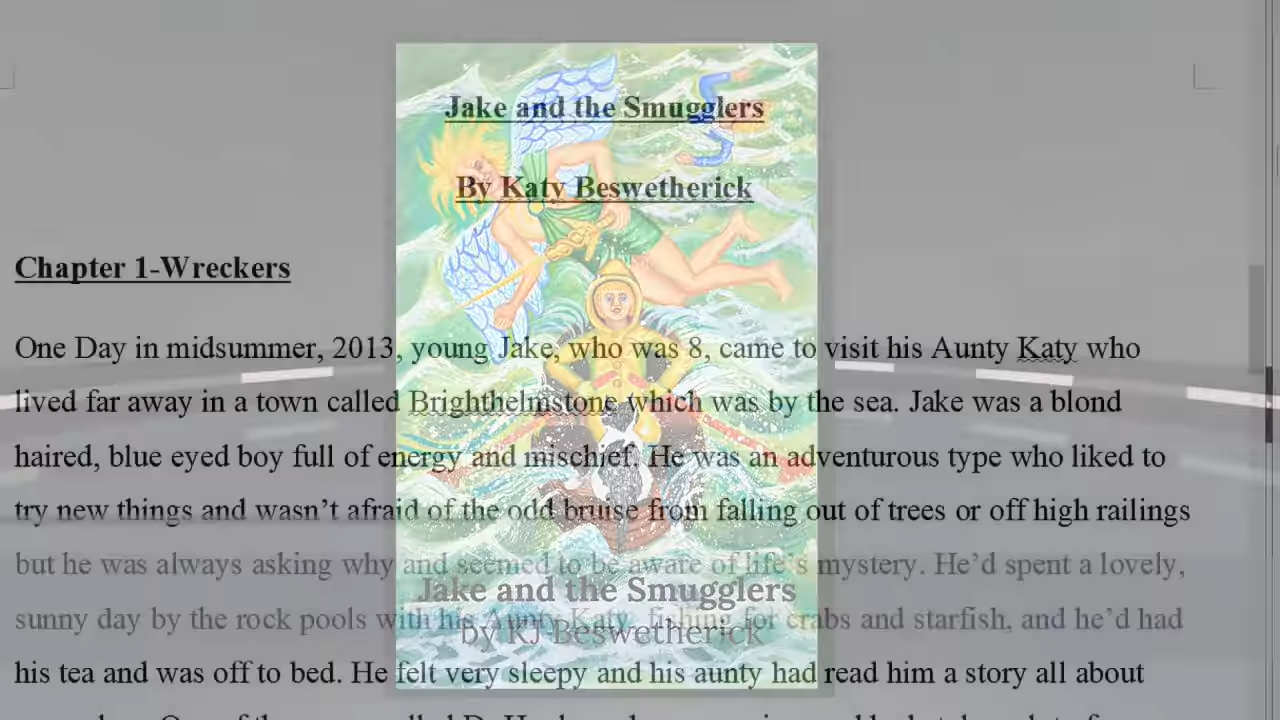 Jake and the Smugglers
By Katy Beswetherick
Chapter 1-Wreckers
One Day in midsummer, 2013, young Jake, who was 8, came to visit his Aunty Katy who
lived far away in a town called Brighthelmstone which was by the sea. Jake was a blond
haired, blue eyed boy full of energy and mischief. He was an adventurous type who liked to
try new things and wasn’t afraid of the odd bruise from falling out of trees or off high railings
but he was always asking why and seemed to be aware of life’s mystery. He’d spent a lovely,
Jake and the Smugglers
sunny day by the rock pools with his Aunty Katy, fishing for crabs and starfish, and he’d had
by KJ Beswetherick
his tea and was off to bed. He felt very sleepy and his aunty had read him a story all about